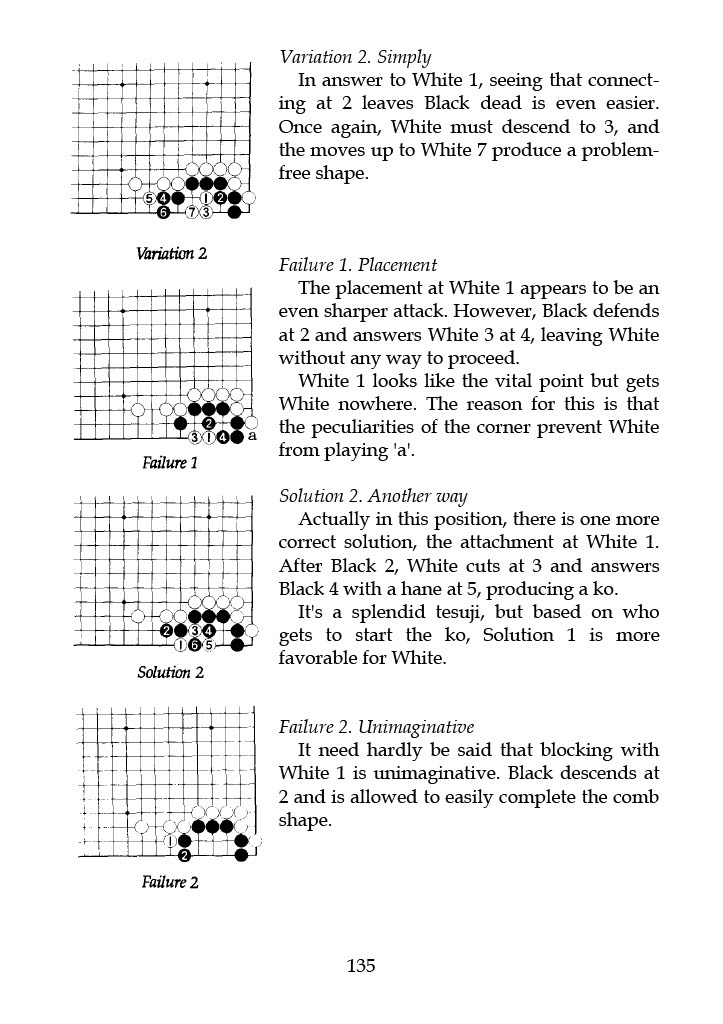 Variation 2. Simply
In answer to White 1, seeing that connect-
ing at 2 leaves Black dead is even easier.
Once again, White must descend to 3, and
the moves up to White 7 produce a problem-
free shape.
1 2
5 4
6 7 3
Variation 2
Failure 1. Placement
The placement at White 1 appears to be an
even sharper attack. However, Black defends
at 2 and answers White 3 at 4, leaving White
without any way to proceed.
White 1 looks like the vital point but gets
White nowhere. The reason for this is that
the peculiarities of the corner prevent White
from playing 'a'.
2
3 1 4 a
Failure 1
Solution 2. Another way
Actually in this position, there is one more
correct solution, the attachment at White 1.
After Black 2, White cuts at 3 and answers
Black 4 with a hane at 5, producing a ko.
It's a splendid tesuji, but based on who
gets to start the ko, Solution 1 is more
favorable for White.
2 3 4
1 6 5
Solution 2
Failure 2. Unimaginative
It need hardly be said that blocking with
White 1 is unimaginative. Black descends at
2 and is allowed to easily complete the comb
shape.
1
2
Failure 2
135